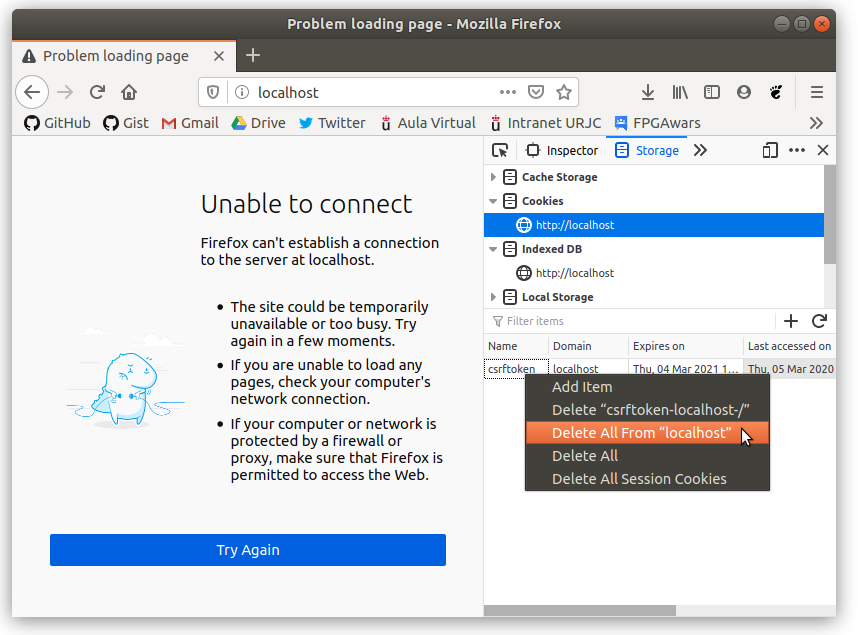 Problem loading page - Mozilla Firefox
Problem loading page
localhost
GitHub Gist Gmail Drive Twitter Aula Virtual Intranet URJC FPGAwars
Unable to connect
Firefox can't establish a connection
to the server at localhost.
The site could be temporarily
unavailable or too busy. Try
again in a few moments.
If you are unable to load any
pages, check your computer's
network connection.
If your computer or network is
protected by a firewall or
proxy, make sure that Firefox is
permitted to access the Web.
Try Again
Inspector Storage
Cache Storage
Cookies
http://localhost
Indexed DB
http://localhost
Local Storage
Filter items
Name Domain Expires on Last accessed on
csrftoken localhost Thu, 04 Mar 2021 1... Thu, 05 Mar 2020
Add Item
Delete “csrftoken-localhost-/”
Delete All From “localhost”
Delete All
Delete All Session Cookies